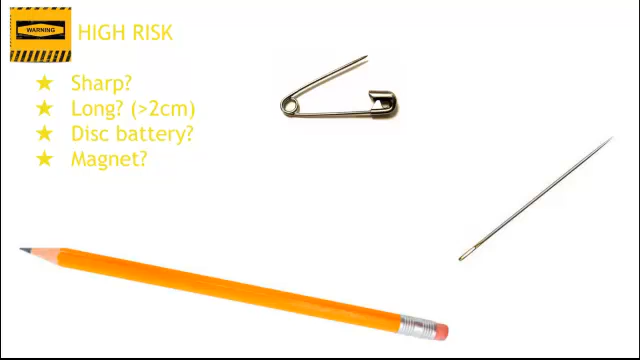 WARNING
HIGH RISK
★ Sharp?
★ Long? (>2cm)
★ Disc battery?
★ Magnet?